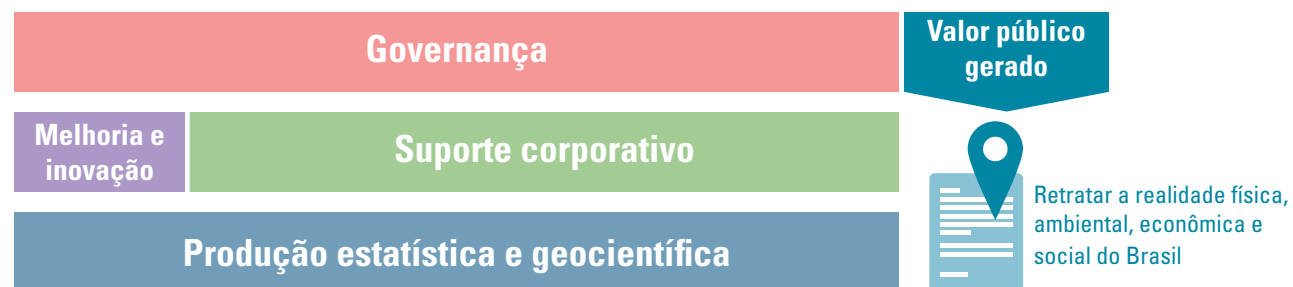 Governança
Valor público
gerado
Melhoria e
inovação
Suporte corporativo
Produção estatística e geocientífica
Retratar a realidade física,
ambiental, econômica e
social do Brasil